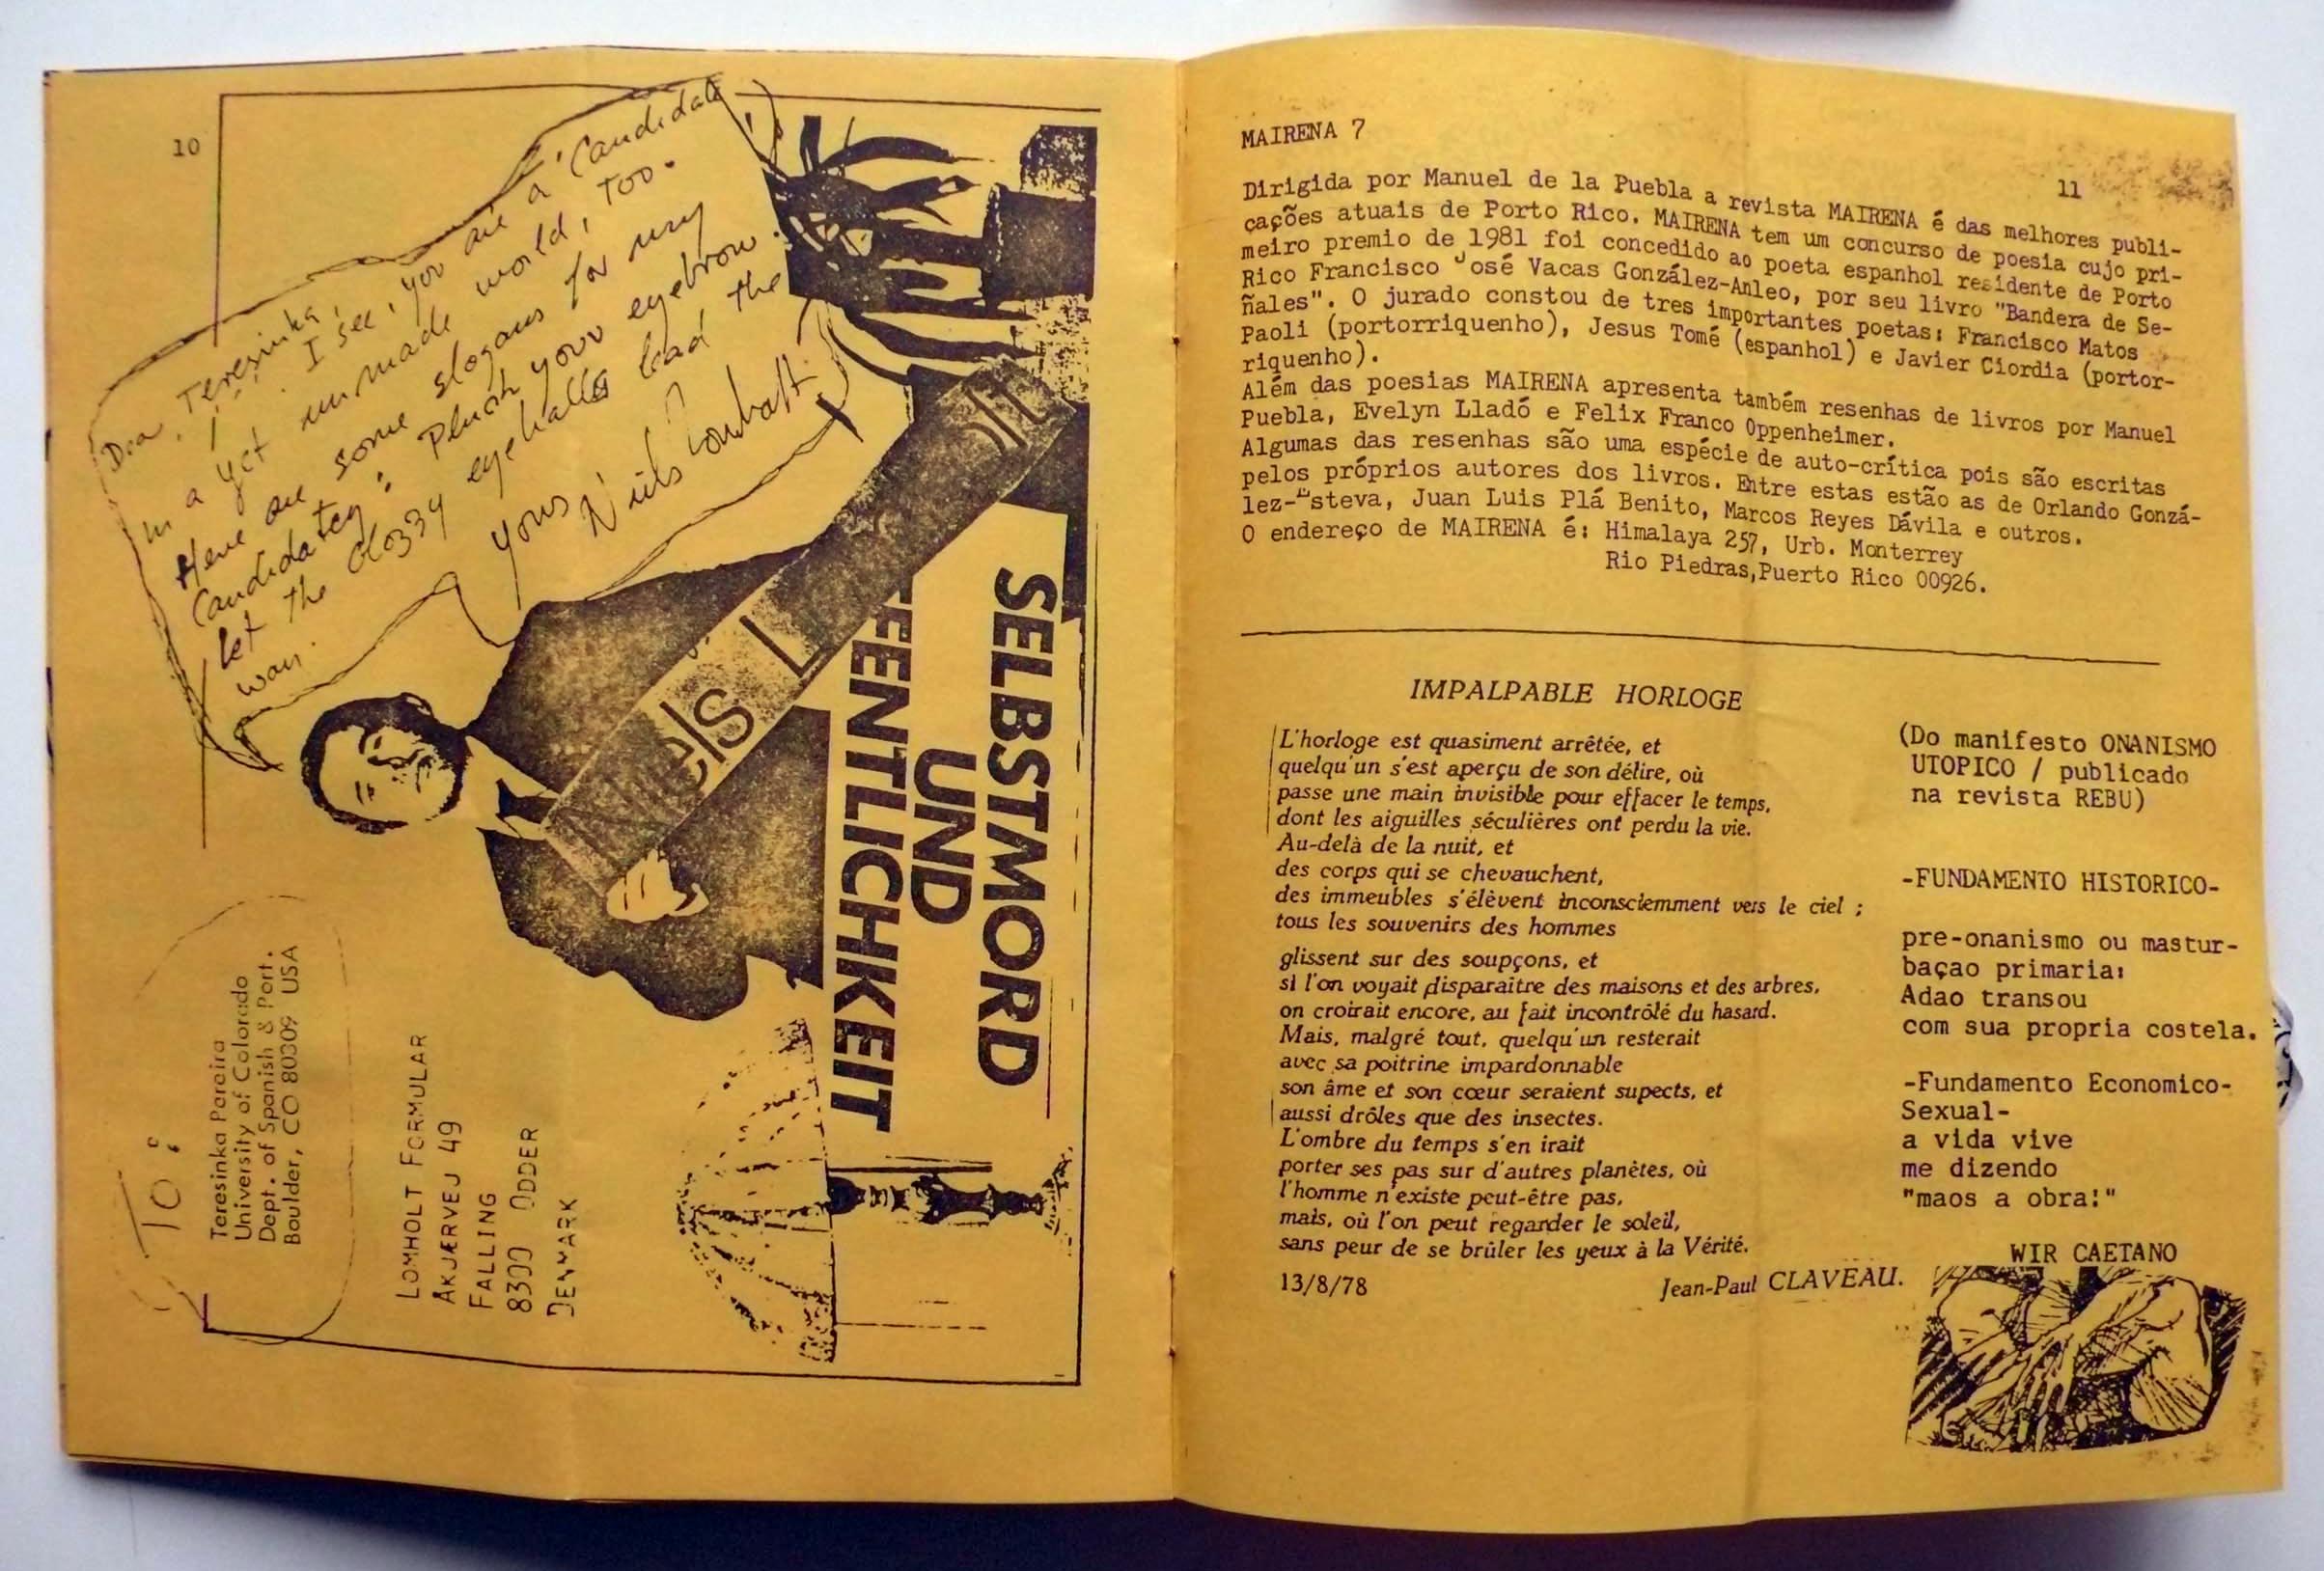 10
Dear Teresinka,
I see, you are a 'Candidate'
in a yet unmade world, too.
Here are some slogans for my
Candidatcy: Plush your eyebrow.
let the dozzy eyeballs lead the
way.
yours
Niels Lomholt.
Niels L
SELBSTMORD
UND
FENTLICHKEIT
To:
Teresinka Pereira
University of Colorado
Dept. of Spanish & Port.
Boulder, CO 80309 USA
LOMHOLT FORMULAR
AKJÆRVEJ 49
FALLING
8300 ODDER
DENMARK
MAIRENA 7
11
Dirigida por Manuel de la Puebla a revista MAIRENA é das melhores publi-
cações atuais de Porto Rico. MAIRENA tem um concurso de poesia cujo pri-
meiro premio de 1981 foi concedido ao poeta espanhol residente de Porto
Rico Francisco José Vacas González-Anleo, por seu livro "Bandera de Se-
ñales". O jurado constou de tres importantes poetas: Francisco Matos
Paoli (portorriquenho), Jesus Tomé (espanhol) e Javier Ciordia (portor-
riquenho).
Além das poesias MAIRENA apresenta também resenhas de livros por Manuel
Puebla, Evelyn Lladó e Felix Franco Oppenheimer.
Algumas das resenhas são uma espécie de auto-crítica pois são escritas
pelos próprios autores dos livros. Entre estas estão as de Orlando Gonzá-
lez-Esteva, Juan Luis Plá Benito, Marcos Reyes Dávila e outros.
O endereço de MAIRENA é: Himalaya 257, Urb. Monterrey
Rio Piedras,Puerto Rico 00926.
IMPALPABLE HORLOGE
L'horloge est quasiment arrêtée, et
quelqu'un s'est aperçu de son délire, où
passe une main invisible pour effacer le temps,
dont les aiguilles séculières ont perdu la vie.
Au-delà de la nuit, et
des corps qui se chevauchent,
des immeubles s'élèvent inconsciemment vers le ciel ;
tous les souvenirs des hommes
glissent sur des soupçons, et
si l'on voyait disparaître des maisons et des arbres,
on croirait encore, au fait incontrôlé du hasard.
Mais, malgré tout, quelqu'un resterait
avec sa poitrine impardonnable
son âme et son cœur seraient supects, et
aussi drôles que des insectes.
L'ombre du temps s'en irait
porter ses pas sur d'autres planètes, où
l'homme n'existe peut-être pas,
mais, où l'on peut regarder le soleil,
sans peur de se brûler les yeux à la Vérité.
13/8/78
Jean-Paul CLAVEAU.
(Do manifesto ONANISMO
UTOPICO / publicado
na revista REBU)
-FUNDAMENTO HISTORICO-
pre-onanismo ou mastur-
baçao primaria:
Adao transou
com sua propria costela.
-Fundamento Economico-
Sexual-
a vida vive
me dizendo
"maos a obra!"
WIR CAETANO